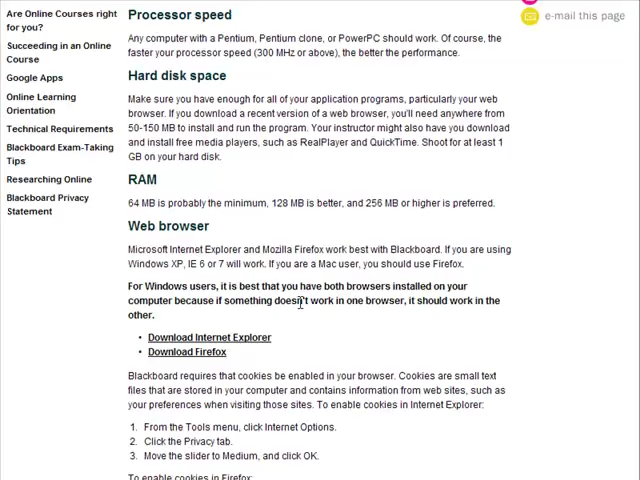 Are Online Courses right
for you?
Succeeding in an Online
Course
Google Apps
Online Learning
Orientation
Technical Requirements
Blackboard Exam-Taking
Tips
Researching Online
Blackboard Privacy
Statement
Processor speed
Any computer with a Pentium, Pentium clone, or PowerPC should work. Of course, the
faster your processor speed (300 MHz or above), the better the performance.
Hard disk space
Make sure you have enough for all of your application programs, particularly your web
browser. If you download a recent version of a web browser, you'll need anywhere from
50-150 MB to install and run the program. Your instructor might also have you download
and install free media players, such as RealPlayer and QuickTime. Shoot for at least 1
GB on your hard disk.
RAM
64 MB is probably the minimum, 128 MB is better, and 256 MB or higher is preferred.
Web browser
Microsoft Internet Explorer and Mozilla Firefox work best with Blackboard. If you are using
Windows XP, IE 6 or 7 will work. If you are a Mac user, you should use Firefox.
For Windows users, it is best that you have both browsers installed on your
computer because if something doesn't work in one browser, it should work in the
other.
• Download Internet Explorer
• Download Firefox
Blackboard requires that cookies be enabled in your browser. Cookies are small text
files that are stored in your computer and contains information from web sites, such as
your preferences when visiting those sites. To enable cookies in Internet Explorer:
1. From the Tools menu, click Internet Options.
2. Click the Privacy tab.
3. Move the slider to Medium, and click OK.
To enable cookies in Firefox:
e-mail this page